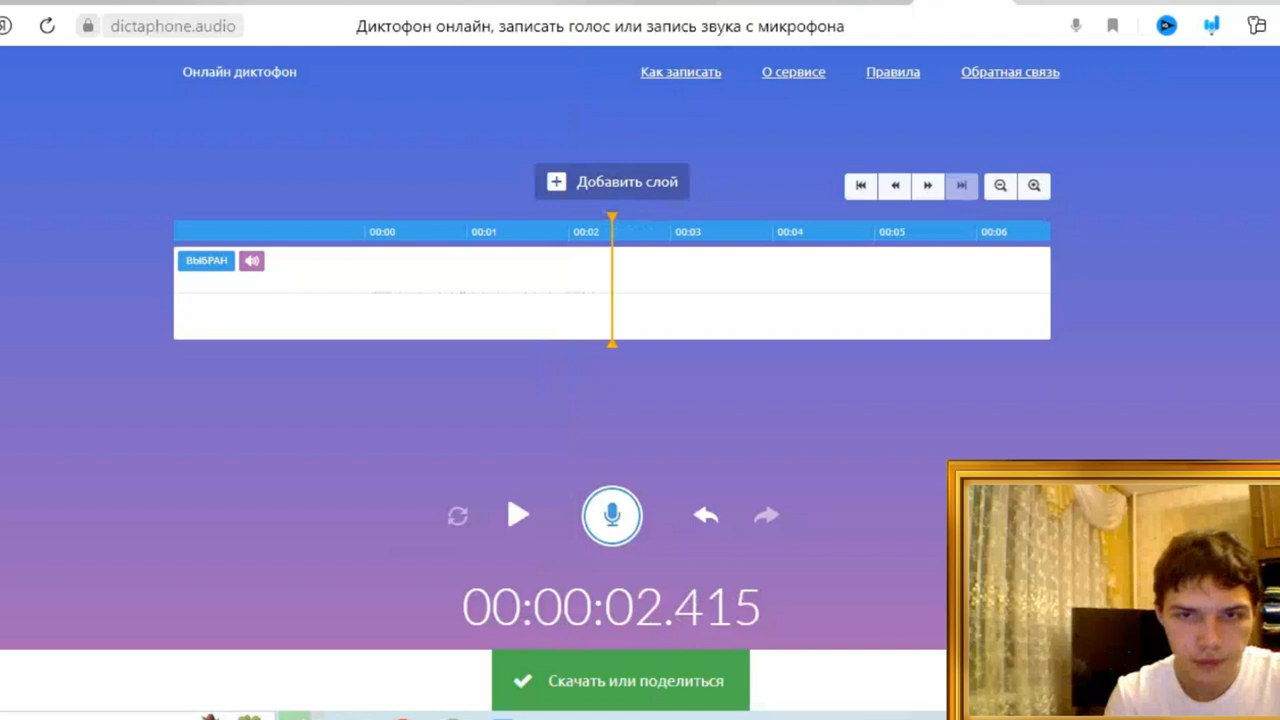 dictaphone.audio
Диктофон онлайн, записать голос или запись звука с микрофона
Онлайн диктофон
Как записать
О сервисе
Правила
Обратная связь
Добавить слой
00:00 00:01 00:02 00:03 00:04 00:05 00:06
ВЫБРАН
00:00:02.415
Скачать или поделиться